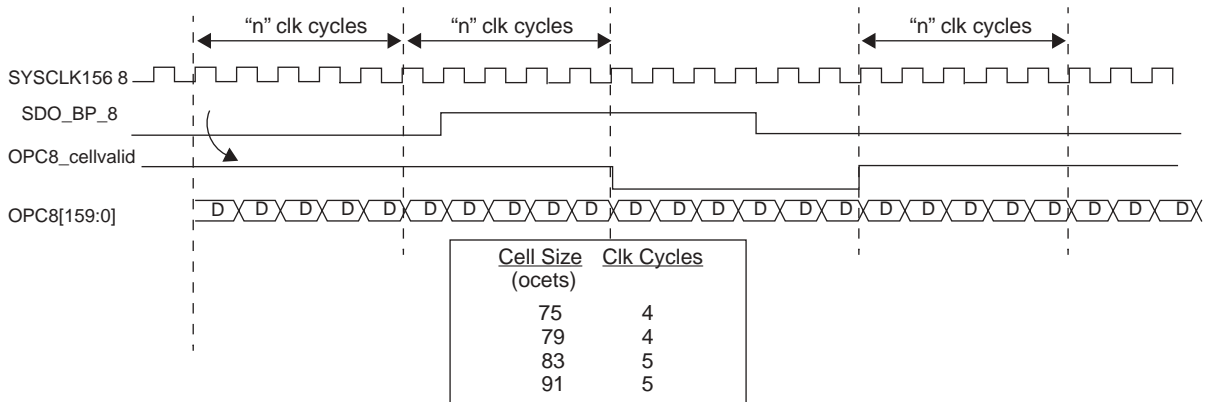 "n" clk cycles "n" clk cycles "n" clk cycles
SYSCLK156 8
SDO_BP_8
OPC8_cellvalid
OPC8[159:0] D D D D D D D D D D D D D D D D D D D D D D D D
Cell Size Clk Cycles
(ocets)
75 4
79 4
83 5
91 5